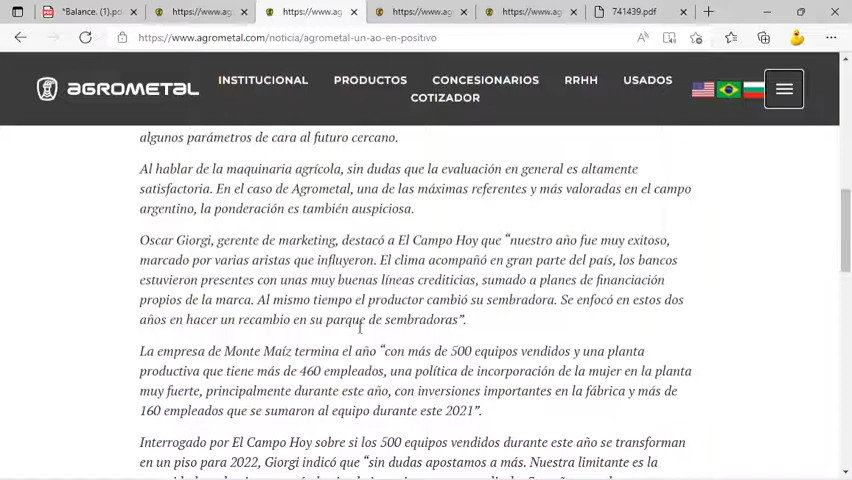 *Balance. (1).pd
https://www.ag
https://www.ag
https://www.ag
https://www.ag
741439.pdf
https://www.agrometal.com/noticia/agrometal-un-ao-en-positivo
AGROMETAL
INSTITUCIONAL PRODUCTOS CONCESIONARIOS RRHH USADOS
COTIZADOR
algunos parámetros de cara al futuro cercano.
Al hablar de la maquinaria agrícola, sin dudas que la evaluación en general es altamente
satisfactoria. En el caso de Agrometal, una de las máximas referentes y más valoradas en el campo
argentino, la ponderación es también auspiciosa.
Oscar Giorgi, gerente de marketing, destacó a El Campo Hoy que “nuestro año fue muy exitoso,
marcado por varias aristas que influyeron. El clima acompañó en gran parte del país, los bancos
estuvieron presentes con unas muy buenas líneas crediticias, sumado a planes de financiación
propios de la marca. Al mismo tiempo el productor cambió su sembradora. Se enfocó en estos dos
años en hacer un recambio en su parque de sembradoras”.
La empresa de Monte Maíz termina el año “con más de 500 equipos vendidos y una planta
productiva que tiene más de 460 empleados, una política de incorporación de la mujer en la planta
muy fuerte, principalmente durante este año, con inversiones importantes en la fábrica y más de
160 empleados que se sumaron al equipo durante este 2021”.
Interrogado por El Campo Hoy sobre si los 500 equipos vendidos durante este año se transforman
en un piso para 2022, Giorgi indicó que “sin dudas apostamos a más. Nuestra limitante es la